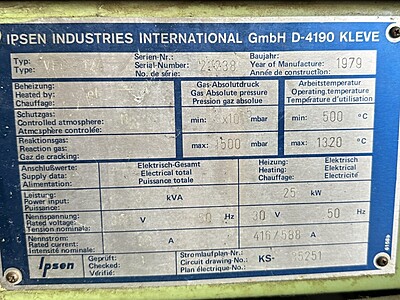 IPSEN INDUSTRIES INTERNATIONAL GmbH D-4190 KLEVE
Typ: Serien-Nr.: Baujahr:
Type: Serial-Number: Year of Manufacture: 1979
Type: No. de série: Année de construction:
Beheizung: Gas-Absolutdruck Arbeitstemperatur
Heated by: Gas Absolute pressure Operating temperature
Chauffage: Pression gaz absolue Température d'utilisation
Schutzgas: min: mbar min: 500 °C
Controlled atmosphere:
Atmosphère controlée:
Reaktionsgas: max: 1500 mbar max: 1320 °C
Reaction gas:
Gaz de cracking:
Anschlußwerte: Elektrisch-Gesamt Heizung: Elektrisch
Supply data: Electrical total Heating: Electrical
Alimentation: Puissance totale Chauffage: Electricité
Leistung: kVA 25 kW
Power input:
Puissance:
Nennspannung: V Hz 30 V 50 Hz
Rated voltage:
Tension nominale:
Nennstrom: A 416/588 A
Rated current:
Intensité nominale:
Ipsen Geprüft: Stromlaufplan-Nr.:
Checked: Circuit drawing-No.: KS-
Vérifié: Plan électrique-No.: